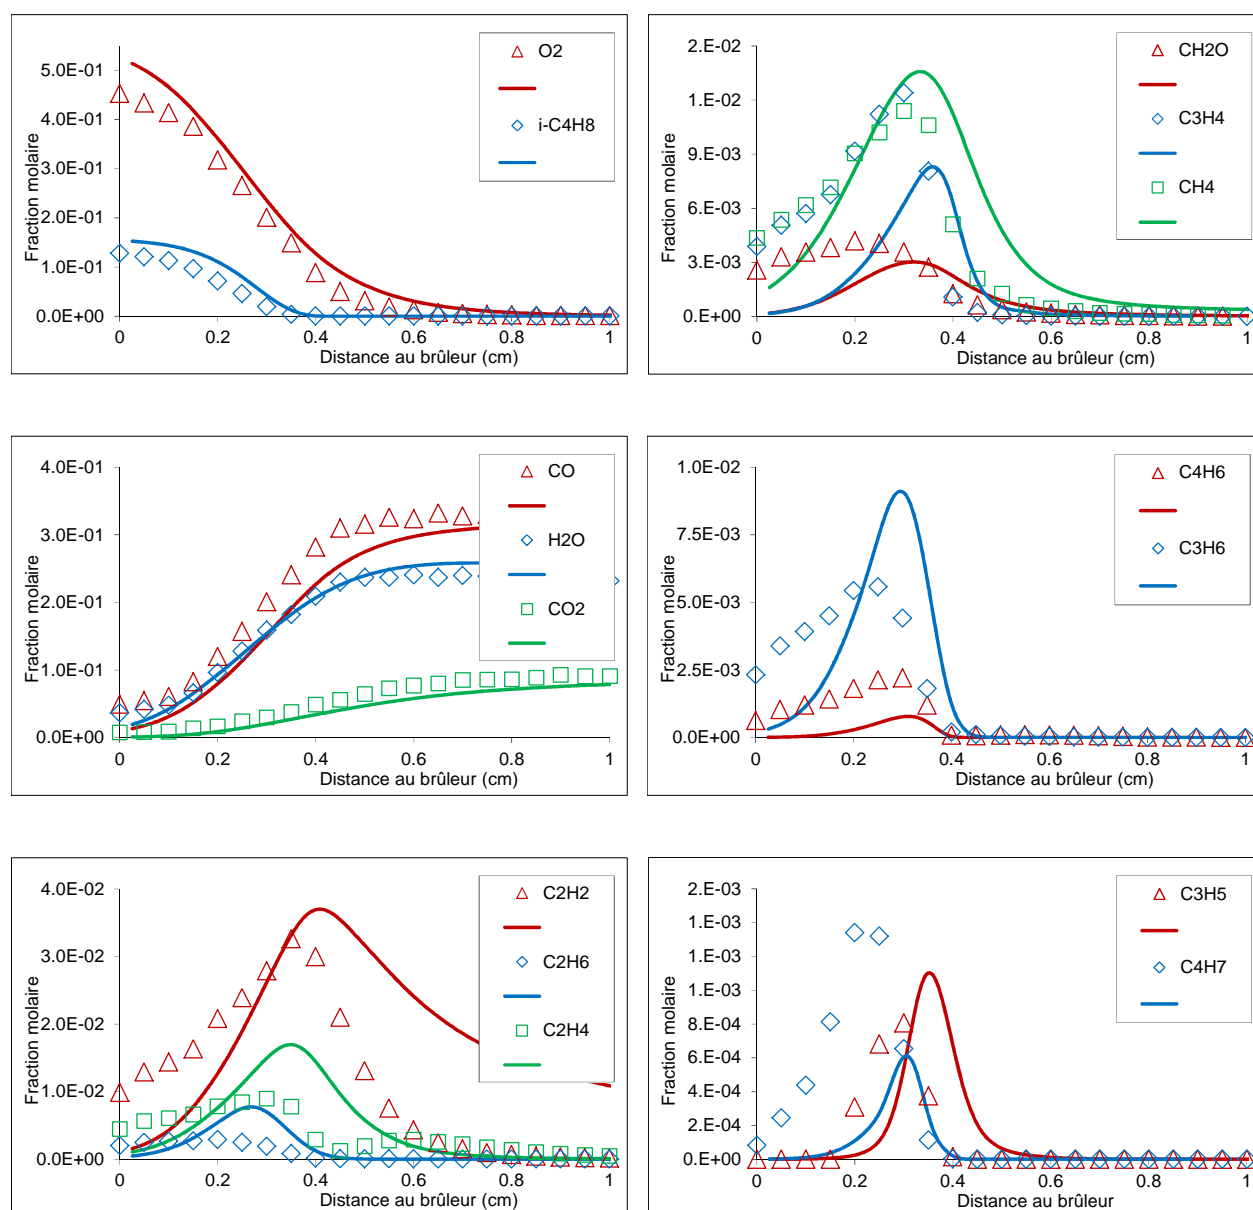 O2
i-C4H8
5.0E-01
4.0E-01
3.0E-01
2.0E-01
1.0E-01
0.0E+00
Fraction molaire
0
0.2
0.4
0.6
0.8
1
Distance au brûleur (cm)
CH2O
C3H4
CH4
2.E-02
1.E-02
9.E-03
6.E-03
3.E-03
0.E+00
Fraction molaire
0
0.2
0.4
0.6
0.8
1
Distance au brûleur (cm)
CO
H2O
CO2
4.0E-01
3.0E-01
2.0E-01
1.0E-01
0.0E+00
Fraction molaire
0
0.2
0.4
0.6
0.8
1
Distance au brûleur (cm)
C4H6
C3H6
1.0E-02
7.5E-03
5.0E-03
2.5E-03
0.0E+00
Fraction molaire
0
0.2
0.4
0.6
0.8
1
Distance au brûleur (cm)
C2H2
C2H6
C2H4
4.0E-02
3.0E-02
2.0E-02
1.0E-02
0.0E+00
Fraction molaire
0
0.2
0.4
0.6
0.8
1
Distance au brûleur (cm)
C3H5
C4H7
2.E-03
1.E-03
1.E-03
1.E-03
8.E-04
6.E-04
4.E-04
2.E-04
0.E+00
Fraction molaire
0
0.2
0.4
0.6
0.8
1
Distance au brûleur